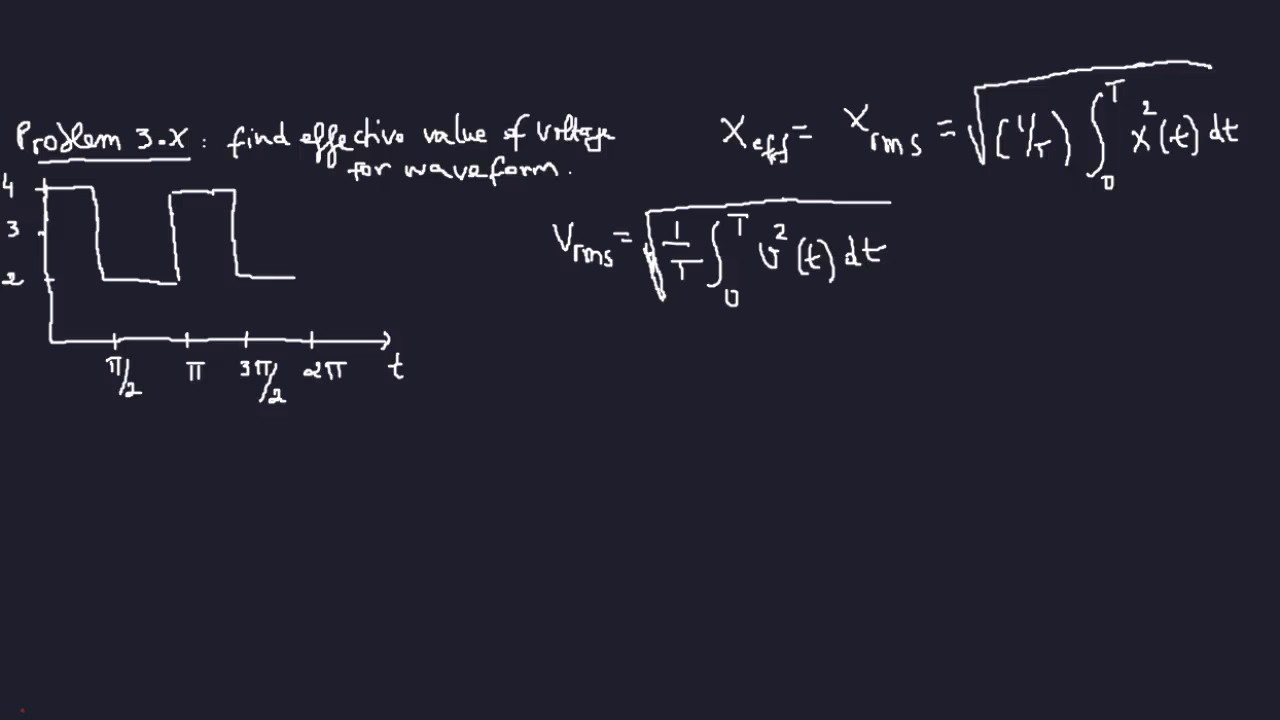 Problem 3.X : find effective value of voltage
for waveform.
X_eff = X_rms = √[(1/T) ∫_0^T x²(t) dt
V_rms = √(1/T ∫_0^T v²(t) dt)
4
3
2
π/2 π 3π/2 2π t